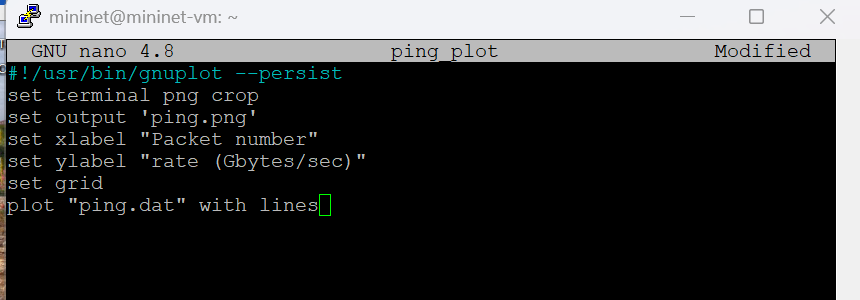 mininet@mininet-vm: ~
GNU nano 4.8 ping_plot Modified
#!/usr/bin/gnuplot --persist
set terminal png crop
set output 'ping.png'
set xlabel "Packet number"
set ylabel "rate (Gbytes/sec)"
set grid
plot "ping.dat" with lines